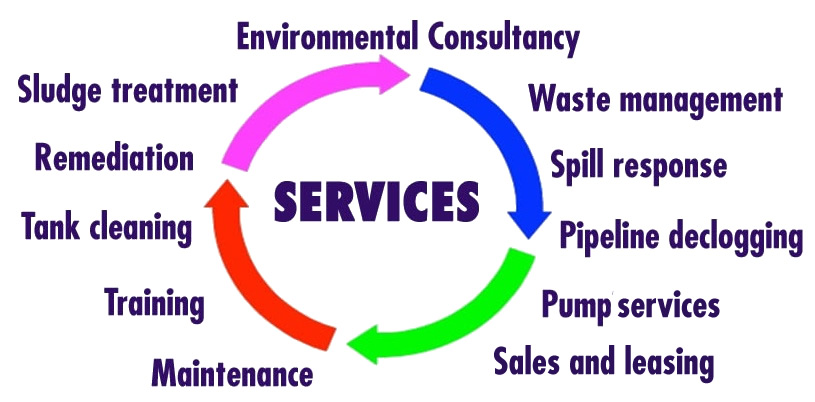 Environmental Consultancy
Sludge treatment
Waste management
Remediation
Spill response
SERVICES
Tank cleaning
Pipeline declogging
Training
Pump services
Sales and leasing
Maintenance